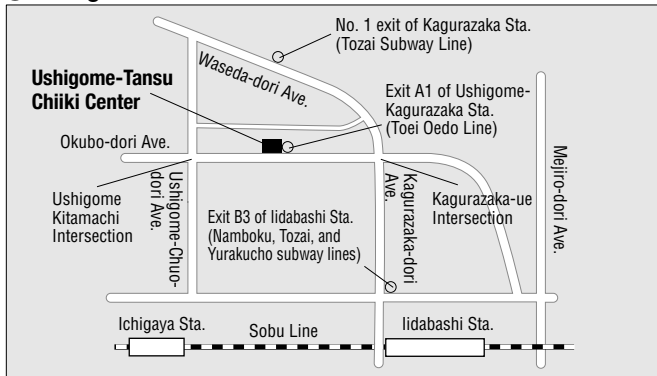 No. 1 exit of Kagurazaka Sta.
(Tozai Subway Line)
Waseda-dori Ave.
Ushigome-Tansu
Chiiki Center
Exit A1 of Ushigome-
Kagurazaka Sta.
(Toei Oedo Line)
Okubo-dori Ave.
Mejiro-dori Ave.
Ushigome
Kitamachi
Intersection
Ushigome-Chuo-
dori Ave.
Kagurazaka-dori
Ave.
Kagurazaka-ue
Intersection
Exit B3 of Iidabashi Sta.
(Namboku, Tozai, and
Yurakucho subway lines)
Ichigaya Sta.
Sobu Line
Iidabashi Sta.